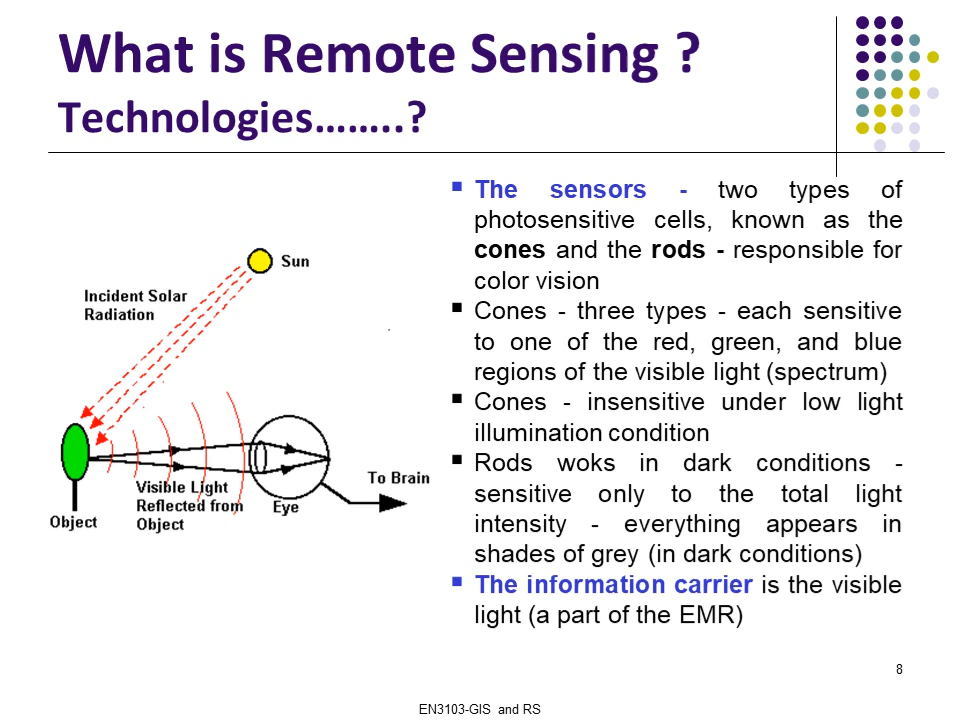 What is Remote Sensing ?
Technologies……..?
Sun
Incident Solar
Radiation
Visible Light
Reflected from
Object
Object
Eye
To Brain
The sensors - two types of
photosensitive cells, known as the
cones and the rods - responsible for
color vision
Cones - three types - each sensitive
to one of the red, green, and blue
regions of the visible light (spectrum)
Cones - insensitive under low light
illumination condition
Rods woks in dark conditions -
sensitive only to the total light
intensity - everything appears in
shades of grey (in dark conditions)
The information carrier is the visible
light (a part of the EMR)
8
EN3103-GIS and RS